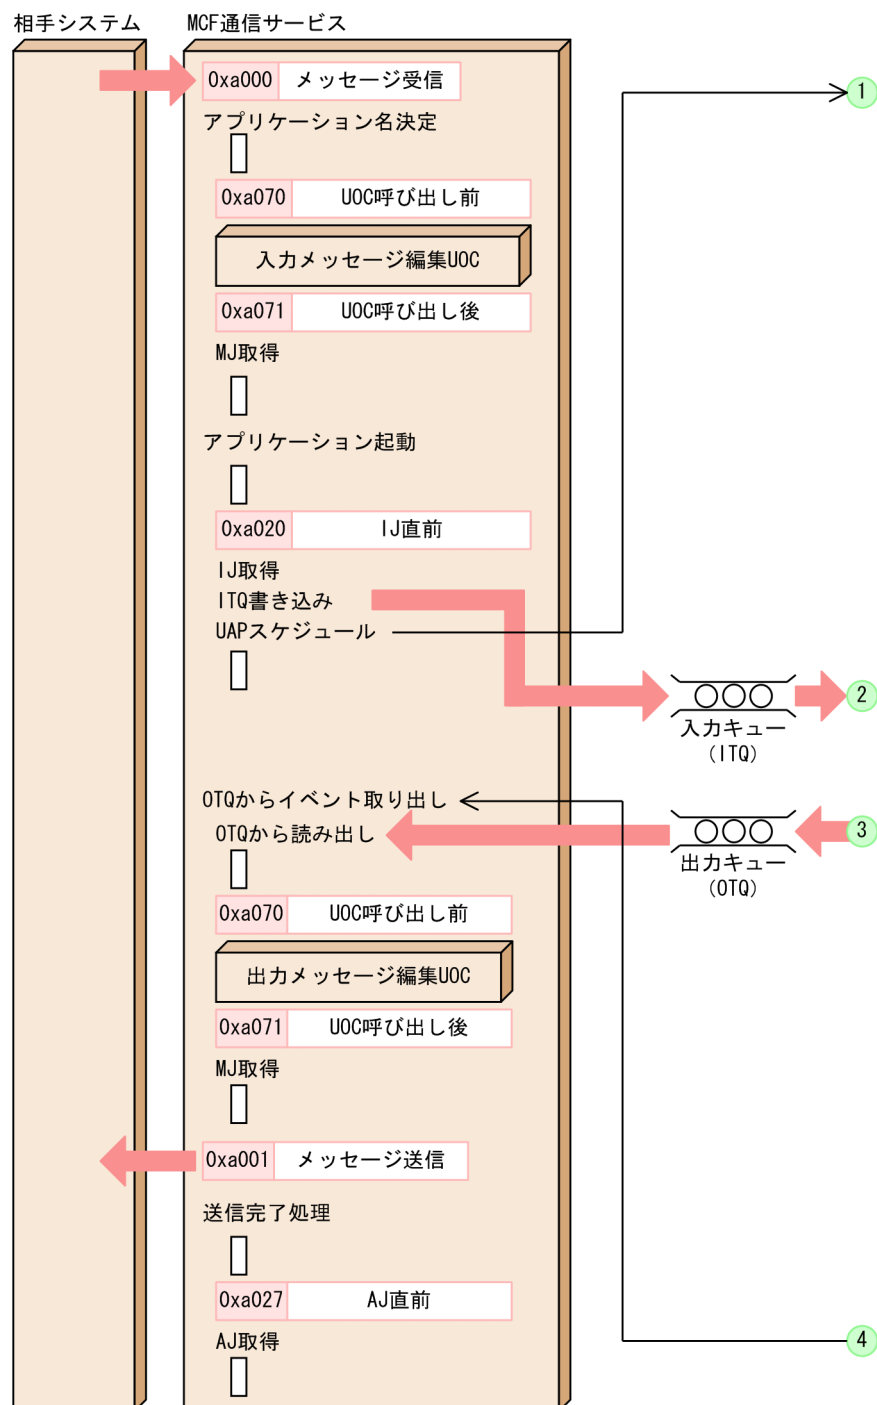 相手システム
MCF通信サービス
0xa000 メッセージ受信
1
アプリケーション名決定
0xa070 UOC呼び出し前
入力メッセージ編集UOC
0xa071 UOC呼び出し後
MJ取得
アプリケーション起動
0xa020 IJ直前
IJ取得
ITQ書き込み
UAPスケジュール
2
入力キュー
(ITQ)
OTQからイベント取り出し
OTQから読み出し
3
出力キュー
(OTQ)
0xa070 UOC呼び出し前
出力メッセージ編集UOC
0xa071 UOC呼び出し後
MJ取得
0xa001 メッセージ送信
送信完了処理
0xa027 AJ直前
AJ取得
4